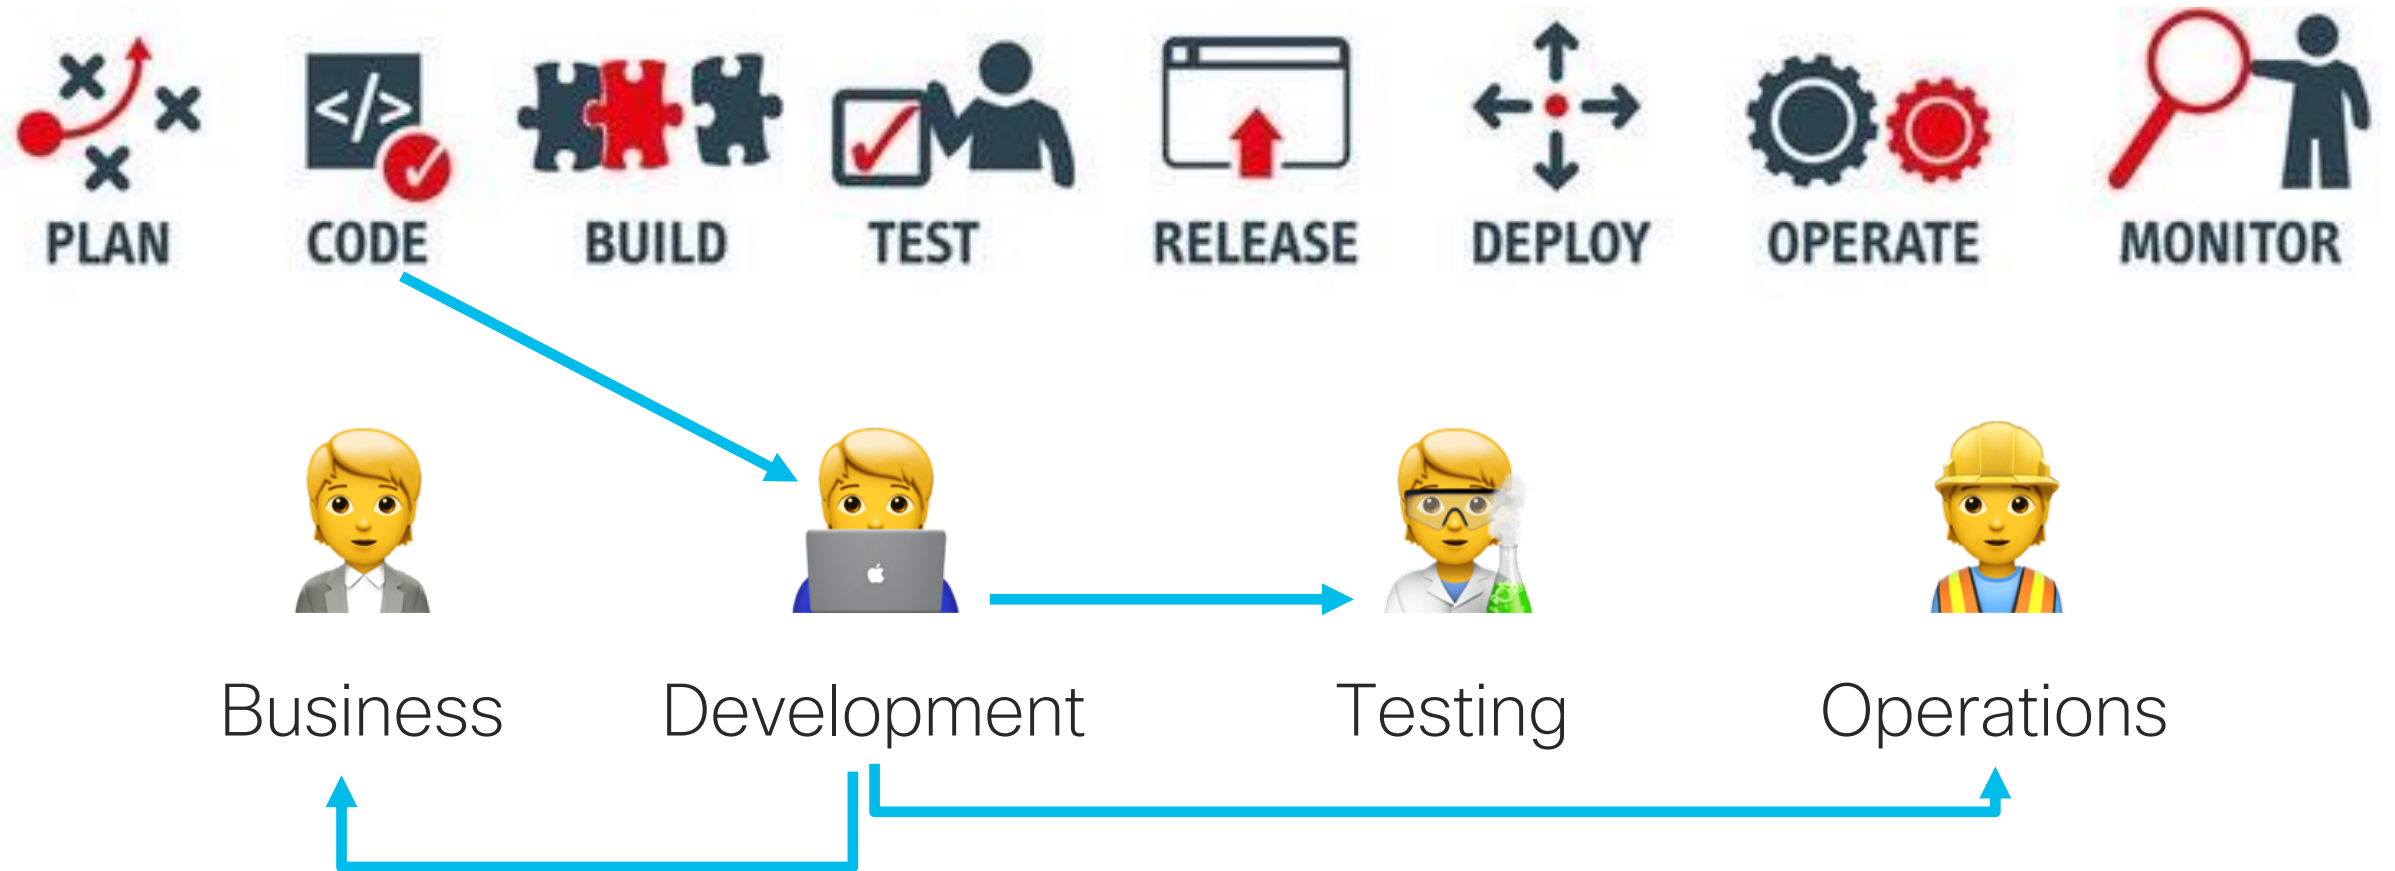 PLAN CODE BUILD TEST RELEASE DEPLOY OPERATE MONITOR
</>
Business Development Testing Operations